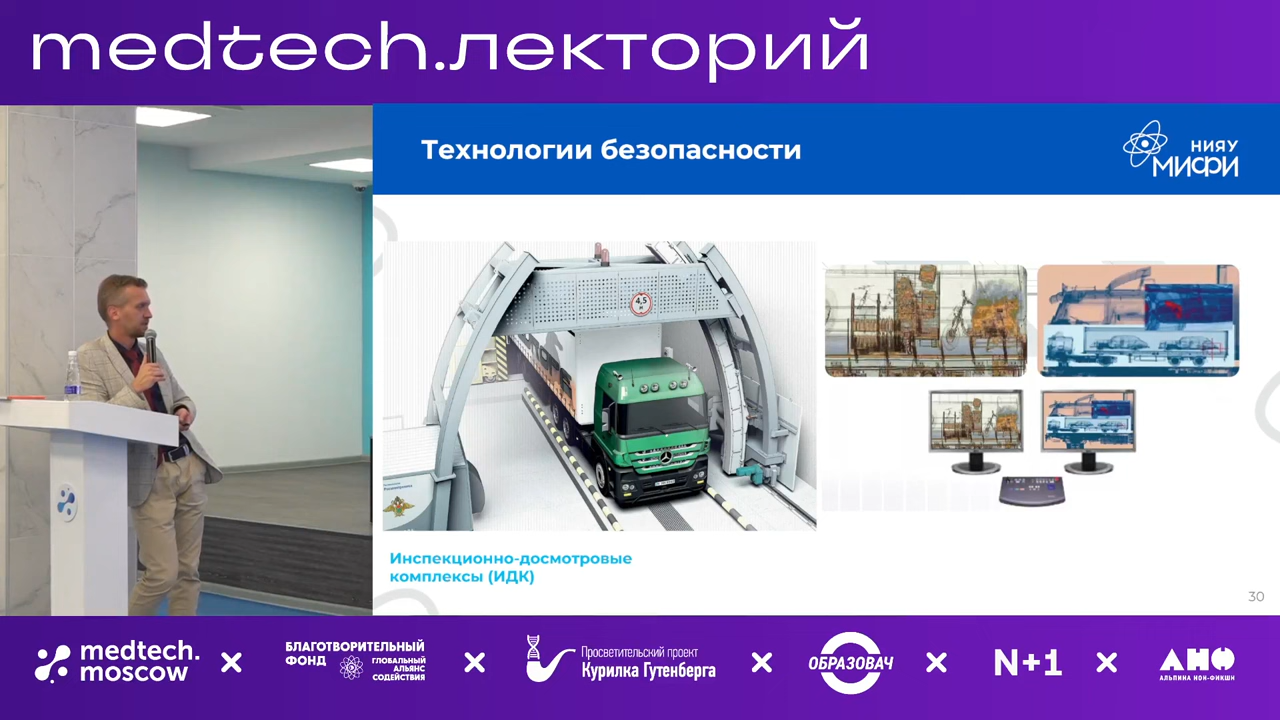 medtech.лекторий
Технологии безопасности
НИЯУ
МИФИ
4,5
м
Инспекционно-досмотровые
комплексы (ИДК)
30
medtech.
moscow
БЛАГОТВОРИТЕЛЬНЫЙ
ФОНД
ГЛОБАЛЬНЫЙ
АЛЬЯНС
СОДЕЙСТВИЯ
Просветительский проект
Курилка Гутенберга
ОБРАЗОВАЧ
N+1
АНФ
АЛЬПИНА НОН-ФИКШН